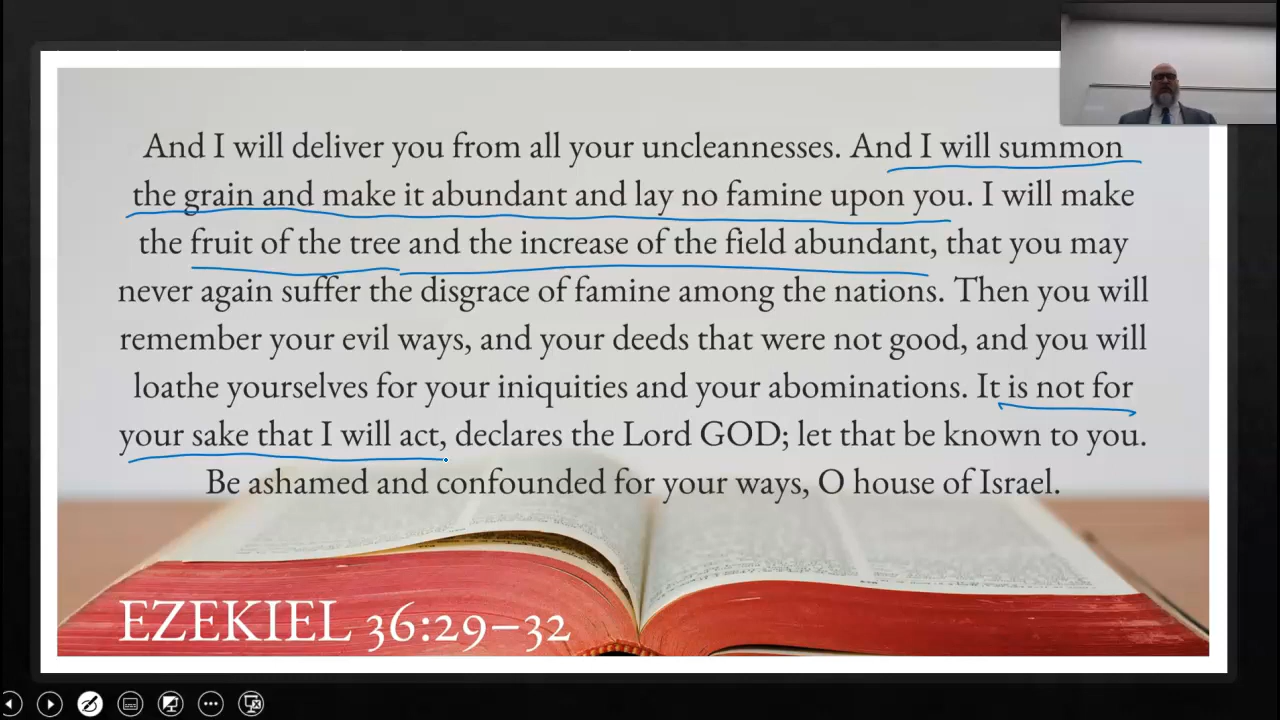 And I will deliver you from all your uncleannesses. And I will summon
the grain and make it abundant and lay no famine upon you. I will make
the fruit of the tree and the increase of the field abundant, that you may
never again suffer the disgrace of famine among the nations. Then you will
remember your evil ways, and your deeds that were not good, and you will
loathe yourselves for your iniquities and your abominations. It is not for
your sake that I will act, declares the Lord GOD; let that be known to you.
Be ashamed and confounded for your ways, O house of Israel.
EZEKIEL 36:29–32